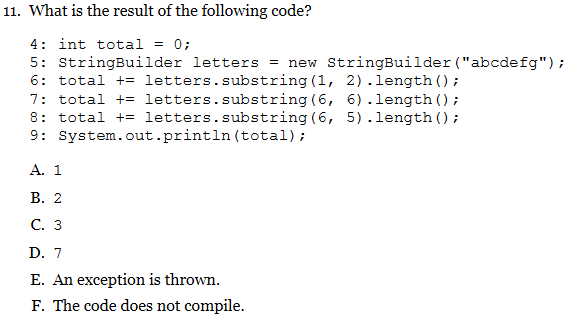 11. What is the result of the following code?
4: int total = 0;
5: StringBuilder letters = new StringBuilder("abcdefg");
6: total += letters.substring(1, 2).length();
7: total += letters.substring(6, 6).length();
8: total += letters.substring(6, 5).length();
9: System.out.println(total);
A. 1
B. 2
C. 3
D. 7
E. An exception is thrown.
F. The code does not compile.